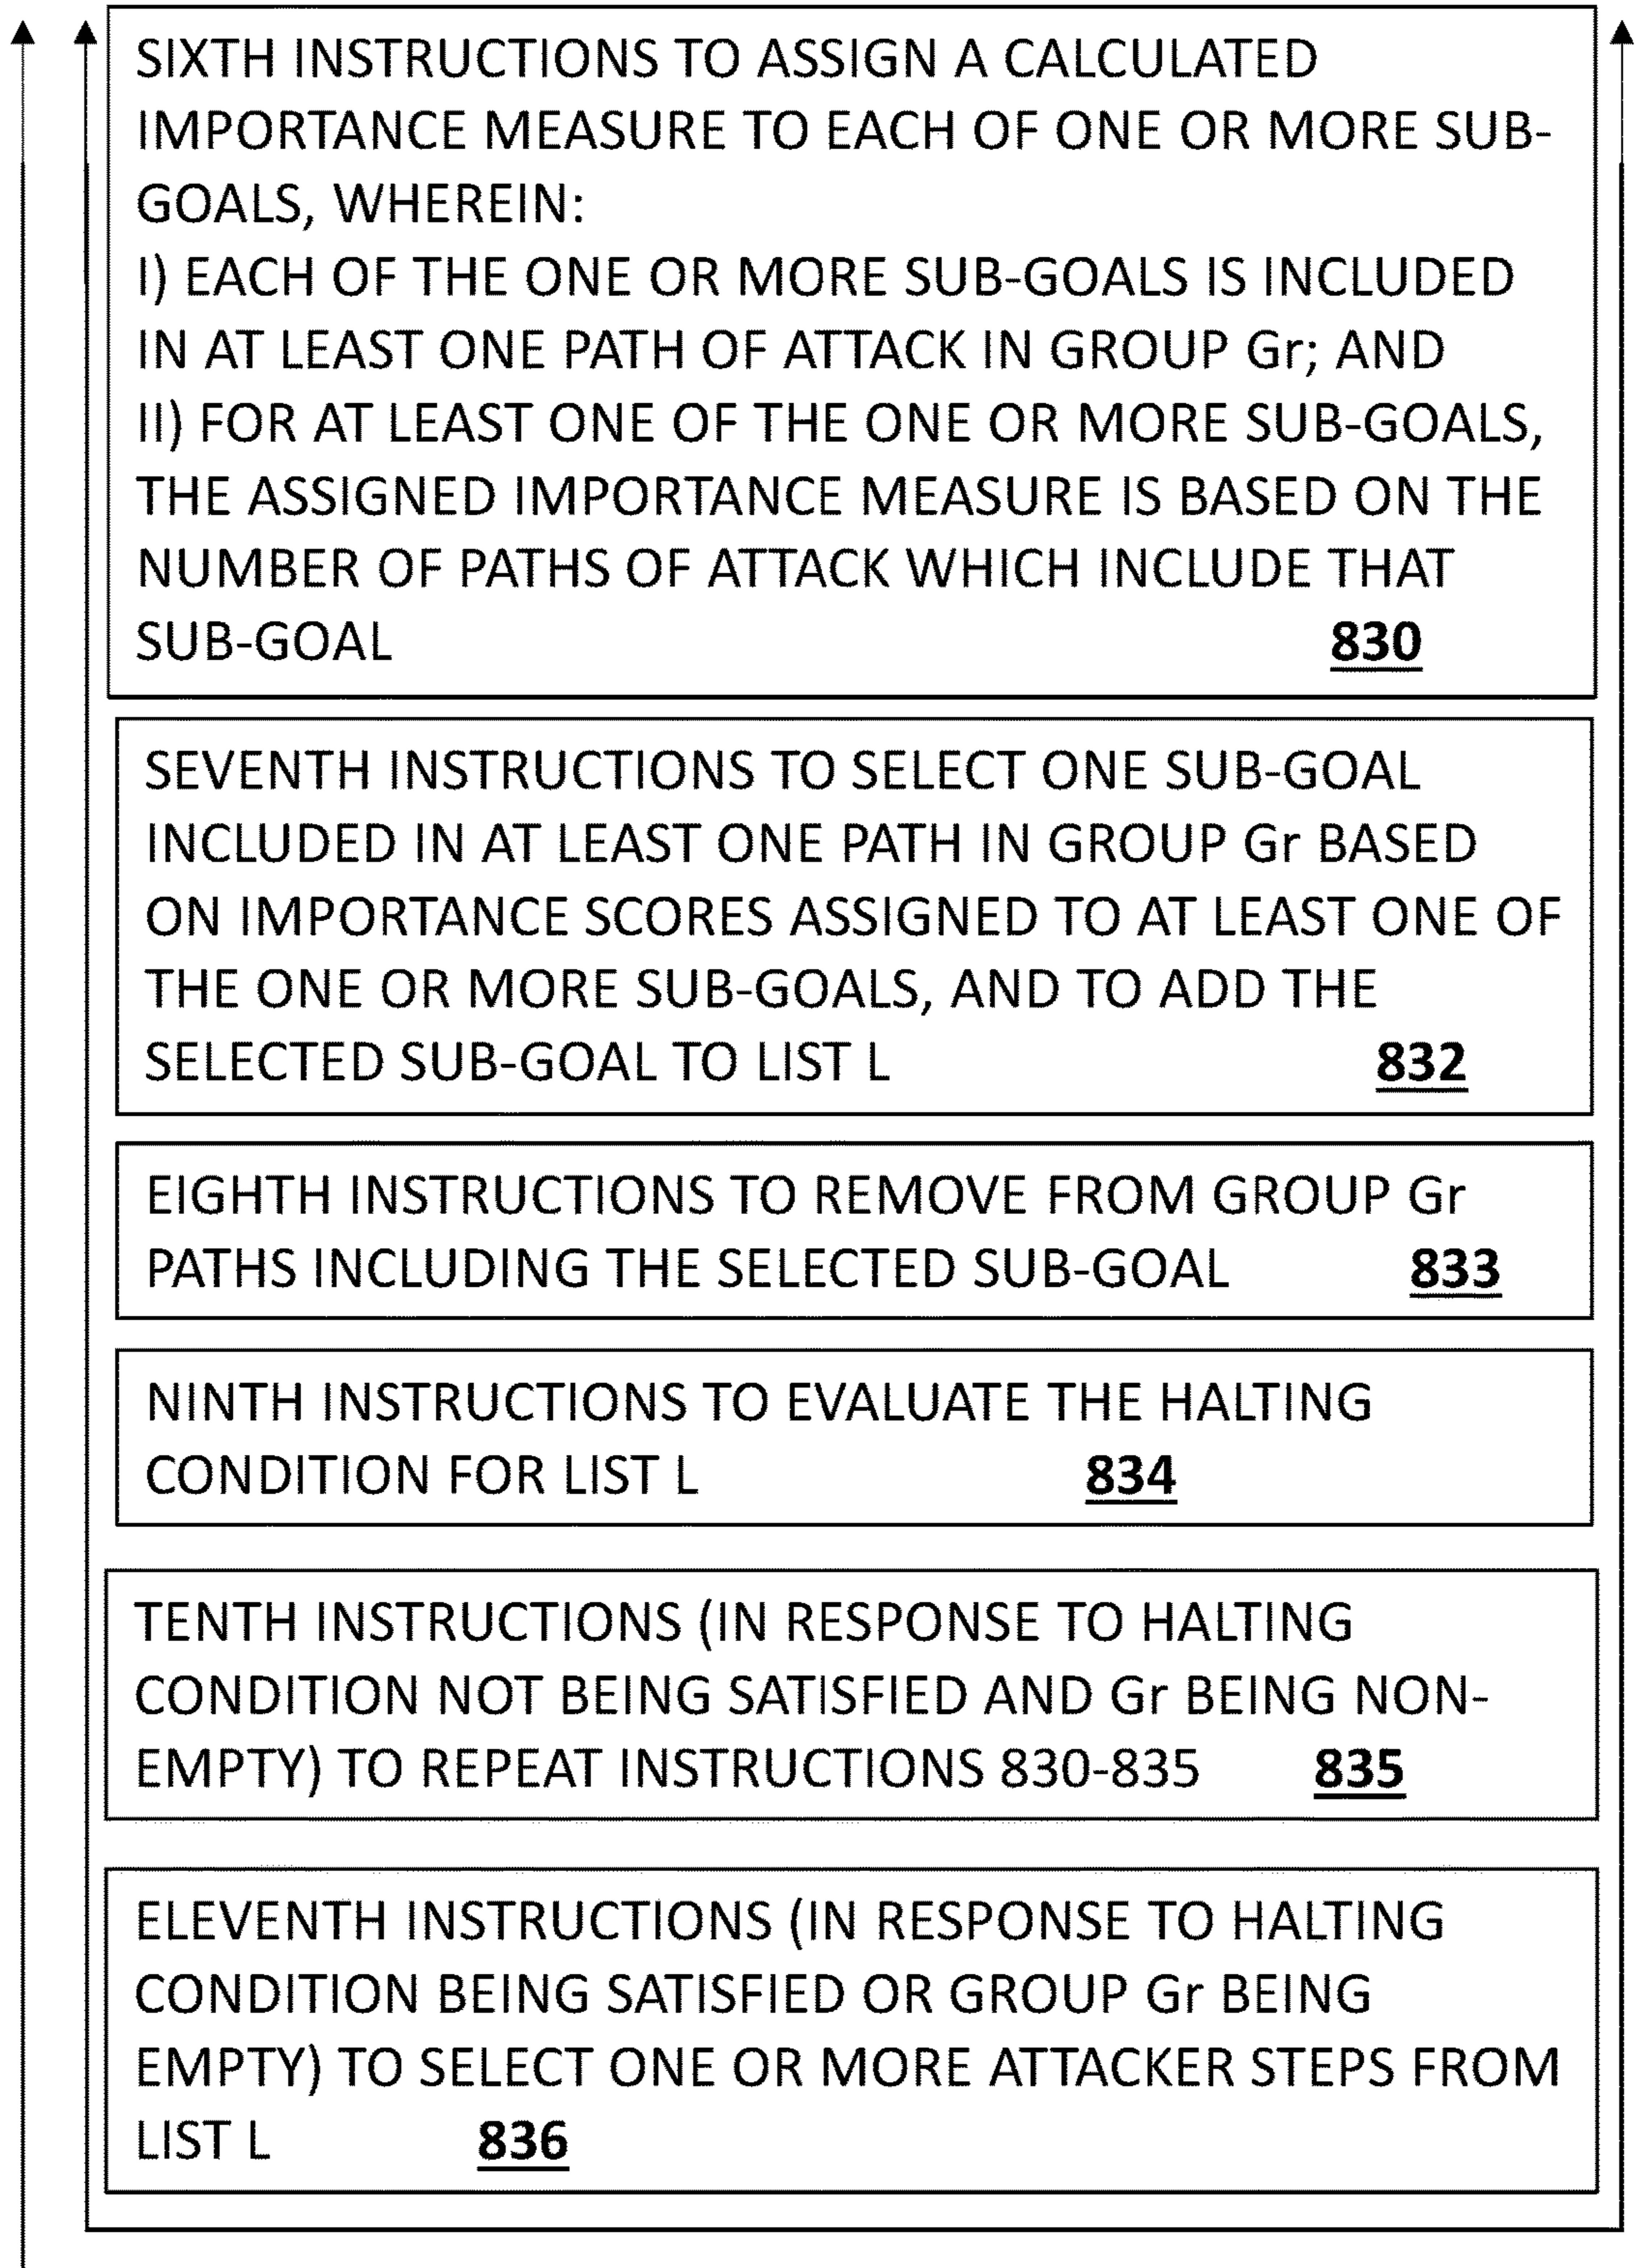 SIXTH INSTRUCTIONS TO ASSIGN A CALCULATED
IMPORTANCE MEASURE TO EACH OF ONE OR MORE SUB-
GOALS, WHEREIN:
I) EACH OF THE ONE OR MORE SUB-GOALS IS INCLUDED
IN AT LEAST ONE PATH OF ATTACK IN GROUP Gr; AND
II) FOR AT LEAST ONE OF THE ONE OR MORE SUB-GOALS,
THE ASSIGNED IMPORTANCE MEASURE IS BASED ON THE
NUMBER OF PATHS OF ATTACK WHICH INCLUDE THAT
SUB-GOAL 830
SEVENTH INSTRUCTIONS TO SELECT ONE SUB-GOAL
INCLUDED IN AT LEAST ONE PATH IN GROUP Gr BASED
ON IMPORTANCE SCORES ASSIGNED TO AT LEAST ONE OF
THE ONE OR MORE SUB-GOALS, AND TO ADD THE
SELECTED SUB-GOAL TO LIST L 832
EIGHTH INSTRUCTIONS TO REMOVE FROM GROUP Gr
PATHS INCLUDING THE SELECTED SUB-GOAL 833
NINTH INSTRUCTIONS TO EVALUATE THE HALTING
CONDITION FOR LIST L 834
TENTH INSTRUCTIONS (IN RESPONSE TO HALTING
CONDITION NOT BEING SATISFIED AND Gr BEING NON-
EMPTY) TO REPEAT INSTRUCTIONS 830-835 835
ELEVENTH INSTRUCTIONS (IN RESPONSE TO HALTING
CONDITION BEING SATISFIED OR GROUP Gr BEING
EMPTY) TO SELECT ONE OR MORE ATTACKER STEPS FROM
LIST L 836